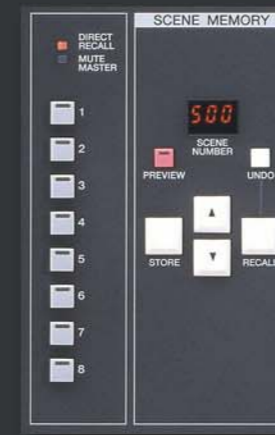 DIRECT
RECALL
MUTE
MASTER
1
2
3
4
5
6
7
8
SCENE MEMORY
500
SCENE
NUMBER
PREVIEW
UNDO
STORE
RECALL